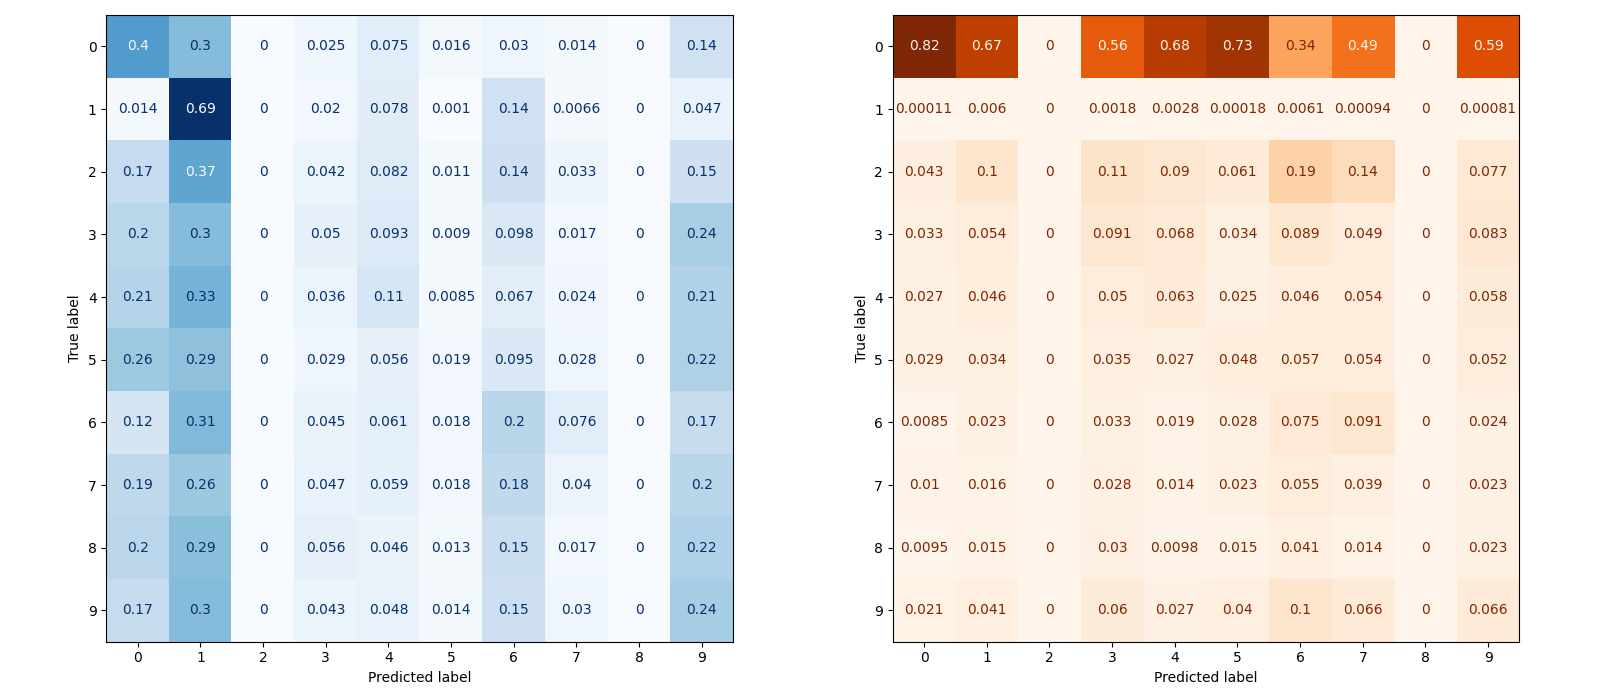 0 0.4 0.3 0 0.025 0.075 0.016 0.03 0.014 0 0.14
1 0.014 0.69 0 0.02 0.078 0.001 0.14 0.0066 0 0.047
2 0.17 0.37 0 0.042 0.082 0.011 0.14 0.033 0 0.15
3 0.2 0.3 0 0.05 0.093 0.009 0.098 0.017 0 0.24
4 0.21 0.33 0 0.036 0.11 0.0085 0.067 0.024 0 0.21
5 0.26 0.29 0 0.029 0.056 0.019 0.095 0.028 0 0.22
6 0.12 0.31 0 0.045 0.061 0.018 0.2 0.076 0 0.17
7 0.19 0.26 0 0.047 0.059 0.018 0.18 0.04 0 0.2
8 0.2 0.29 0 0.056 0.046 0.013 0.15 0.017 0 0.22
9 0.17 0.3 0 0.043 0.048 0.014 0.15 0.03 0 0.24
0 1 2 3 4 5 6 7 8 9
Predicted label
True label
0 0.82 0.67 0 0.56 0.68 0.73 0.34 0.49 0 0.59
1 0.00011 0.006 0 0.0018 0.0028 0.00018 0.0061 0.00094 0 0.00081
2 0.043 0.1 0 0.11 0.09 0.061 0.19 0.14 0 0.077
3 0.033 0.054 0 0.091 0.068 0.034 0.089 0.049 0 0.083
4 0.027 0.046 0 0.05 0.063 0.025 0.046 0.054 0 0.058
5 0.029 0.034 0 0.035 0.027 0.048 0.057 0.054 0 0.052
6 0.0085 0.023 0 0.033 0.019 0.028 0.075 0.091 0 0.024
7 0.01 0.016 0 0.028 0.014 0.023 0.055 0.039 0 0.023
8 0.0095 0.015 0 0.03 0.0098 0.015 0.041 0.014 0 0.023
9 0.021 0.041 0 0.06 0.027 0.04 0.1 0.066 0 0.066
0 1 2 3 4 5 6 7 8 9
Predicted label
True label